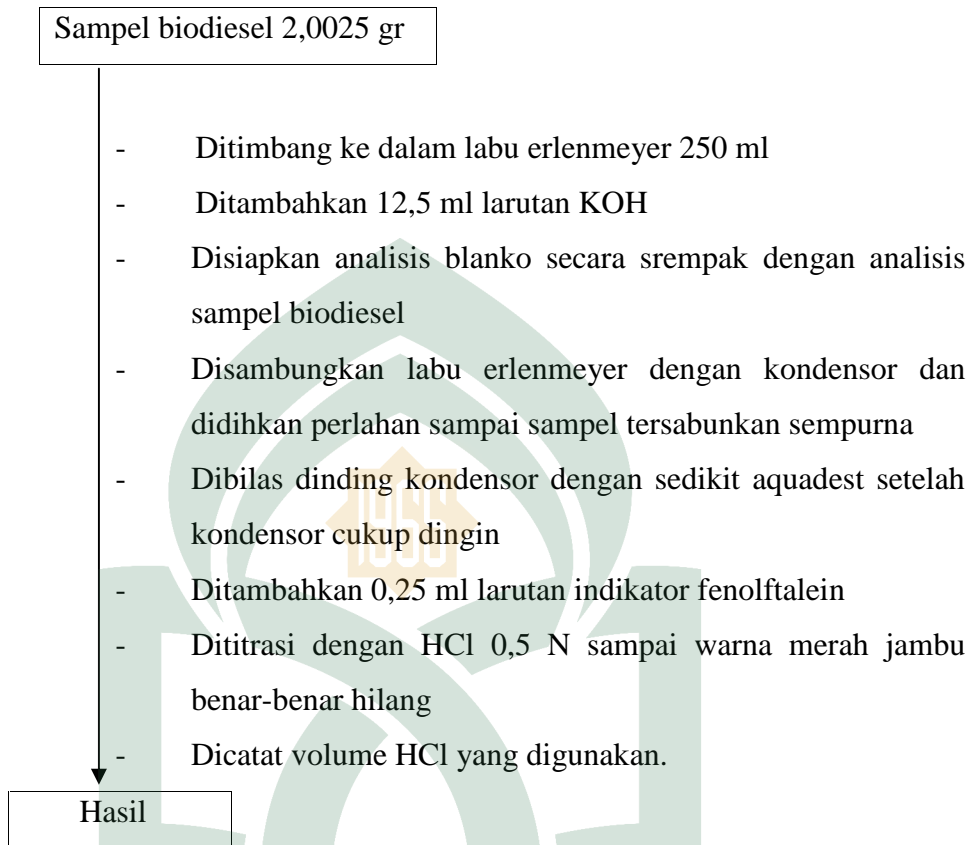 Sampel biodiesel 2,0025 gr
- Ditimbang ke dalam labu erlenmeyer 250 ml
- Ditambahkan 12,5 ml larutan KOH
- Disiapkan analisis blanko secara srempak dengan analisis
sampel biodiesel
- Disambungkan labu erlenmeyer dengan kondensor dan
didihkan perlahan sampai sampel tersabunkan sempurna
- Dibilas dinding kondensor dengan sedikit aquadest setelah
kondensor cukup dingin
- Ditambahkan 0,25 ml larutan indikator fenolftalein
- Dititrasi dengan HCl 0,5 N sampai warna merah jambu
benar-benar hilang
- Dicatat volume HCl yang digunakan.
Hasil
1965